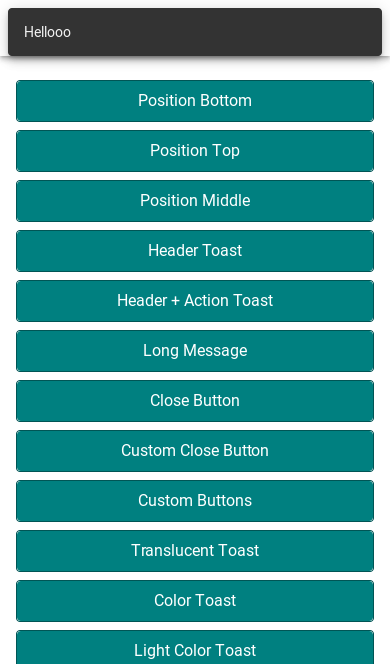 Hellooo
Position Bottom
Position Top
Position Middle
Header Toast
Header + Action Toast
Long Message
Close Button
Custom Close Button
Custom Buttons
Translucent Toast
Color Toast
Light Color Toast